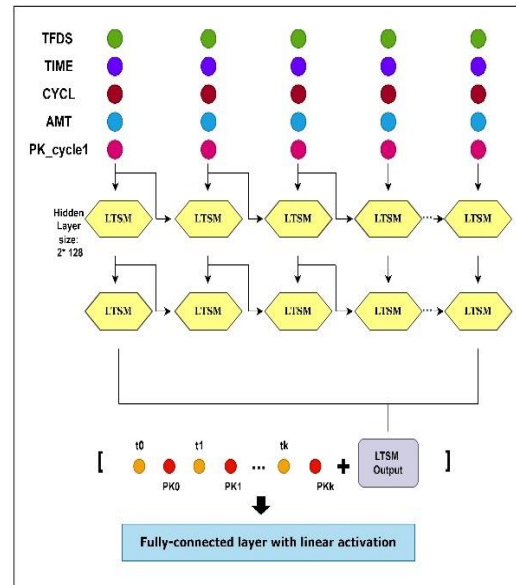 TFDS
TIME
CYCL
AMT
PK_cycle1
Hidden
Layer
size:
2* 128
LTSM LTSM LTSM LTSM LTSM
LTSM LTSM LTSM LTSM LTSM
t0 t1 tk
[ ... + LTSM
Output ]
PK0 PK1 PKk
Fully-connected layer with linear activation